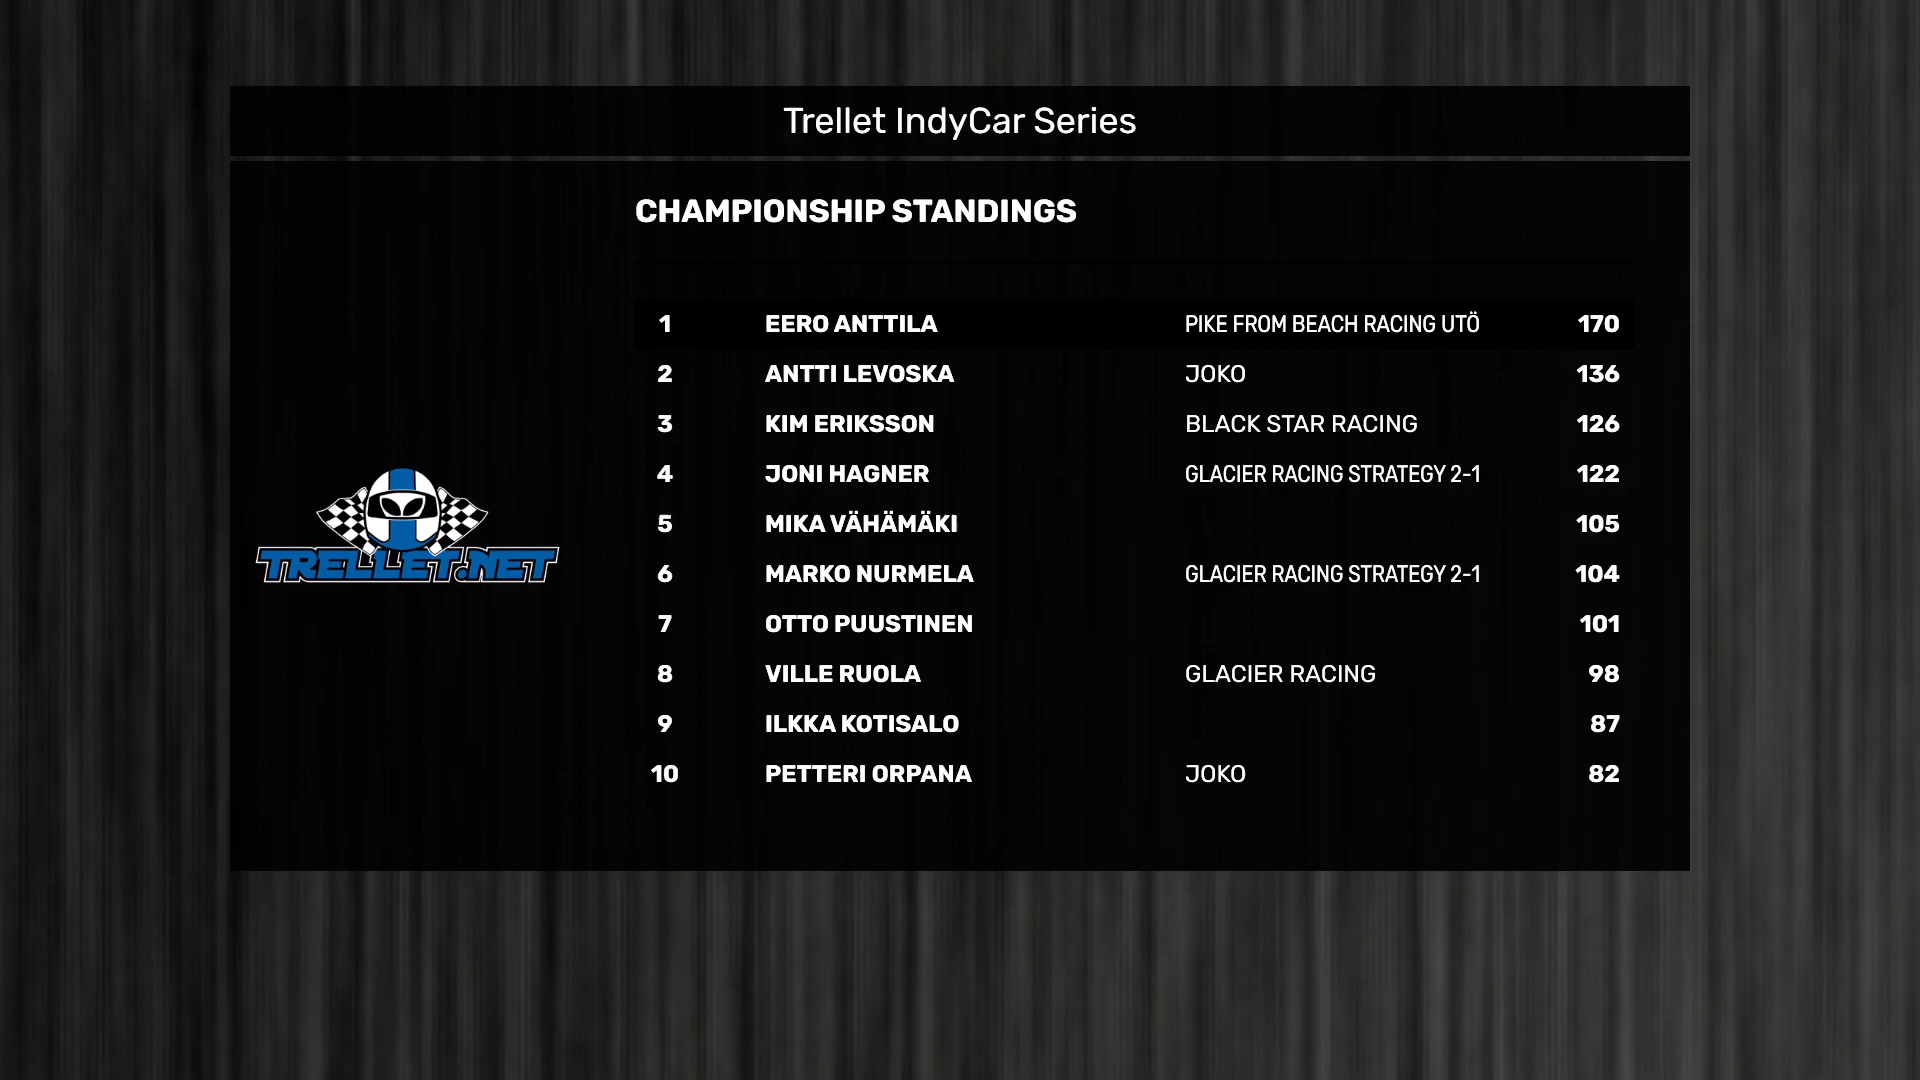 Trellet IndyCar Series
CHAMPIONSHIP STANDINGS
1 EERO ANTTILA PIKE FROM BEACH RACING UTÖ 170
2 ANTTI LEVOSKA JOKO 136
3 KIM ERIKSSON BLACK STAR RACING 126
4 JONI HAGNER GLACIER RACING STRATEGY 2-1 122
5 MIKA VÄHÄMÄKI 105
6 MARKO NURMELA GLACIER RACING STRATEGY 2-1 104
7 OTTO PUUSTINEN 101
8 VILLE RUOLA GLACIER RACING 98
9 ILKKA KOTISALO 87
10 PETTERI ORPANA JOKO 82
TRELLET.NET